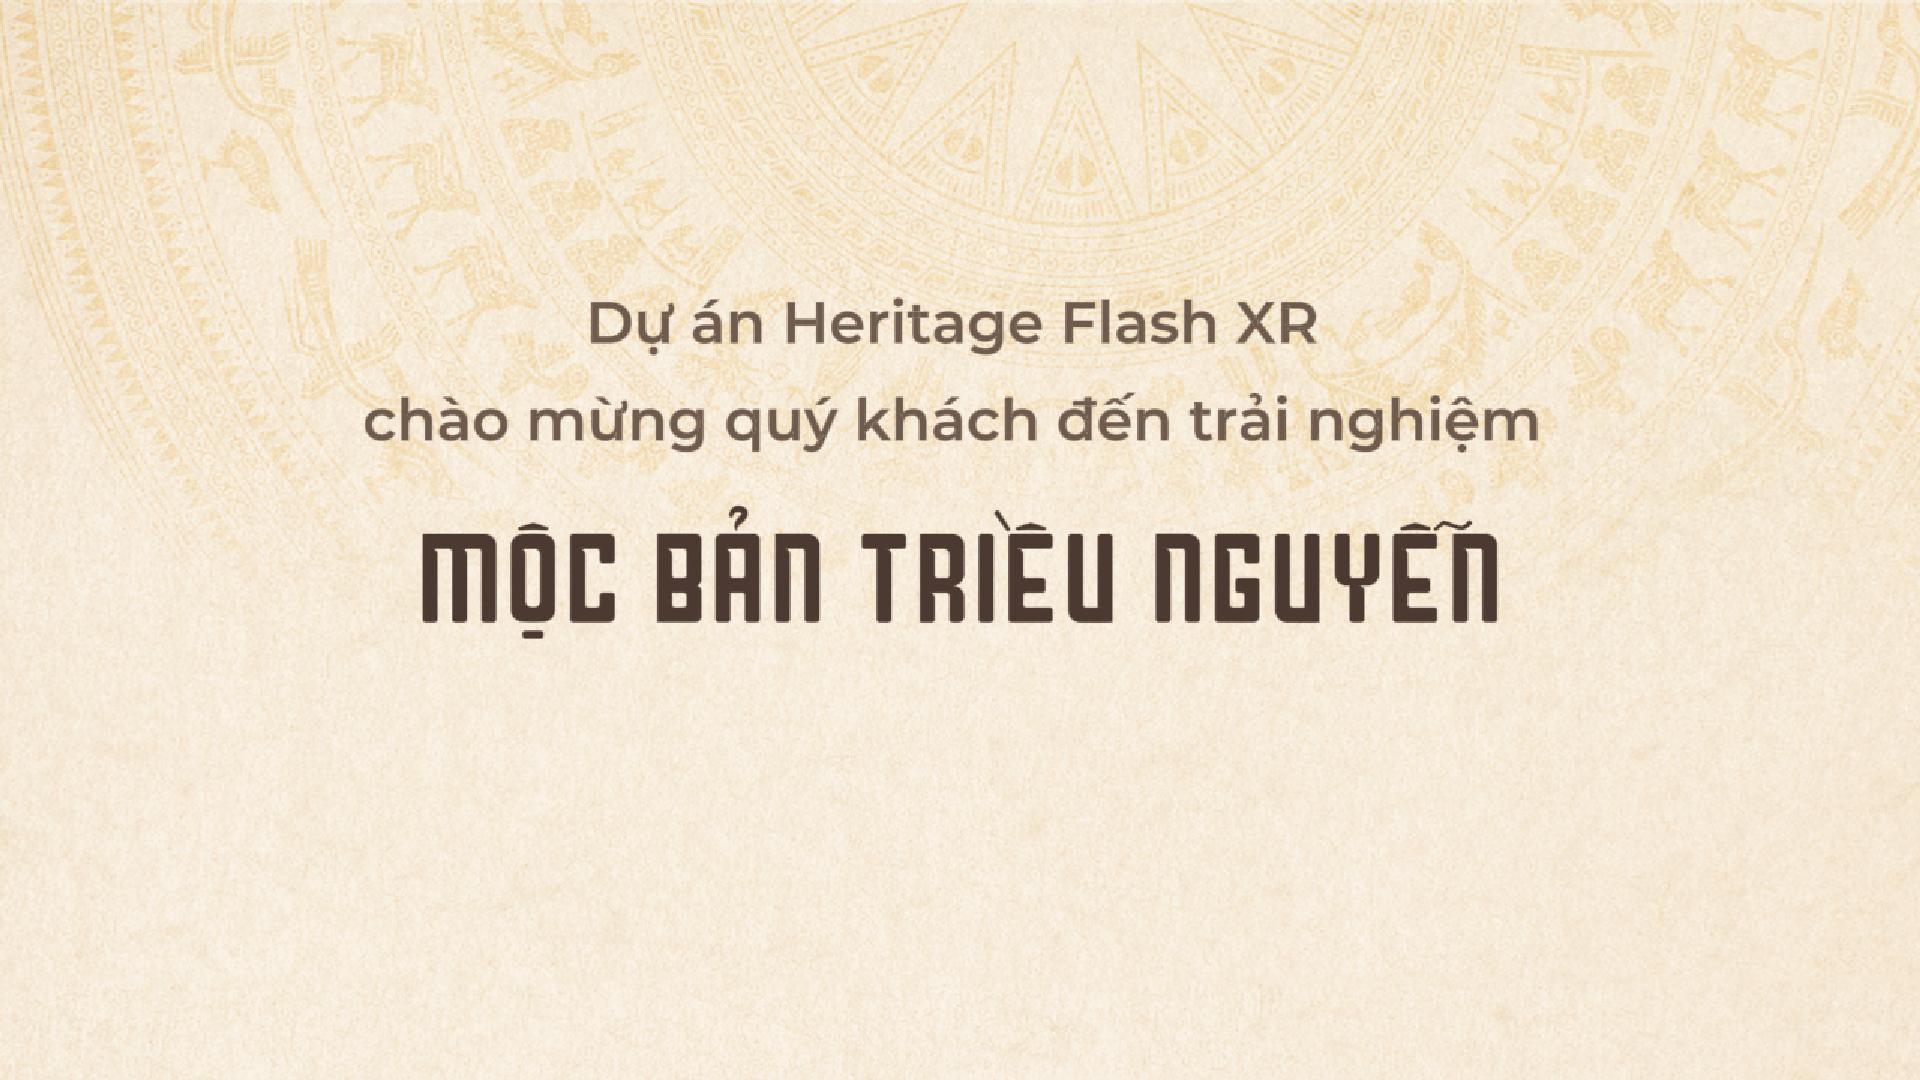 Dự án Heritage Flash XR
chào mừng quý khách đến trải nghiệm
MỘC BẢN TRIỀU NGUYỄN